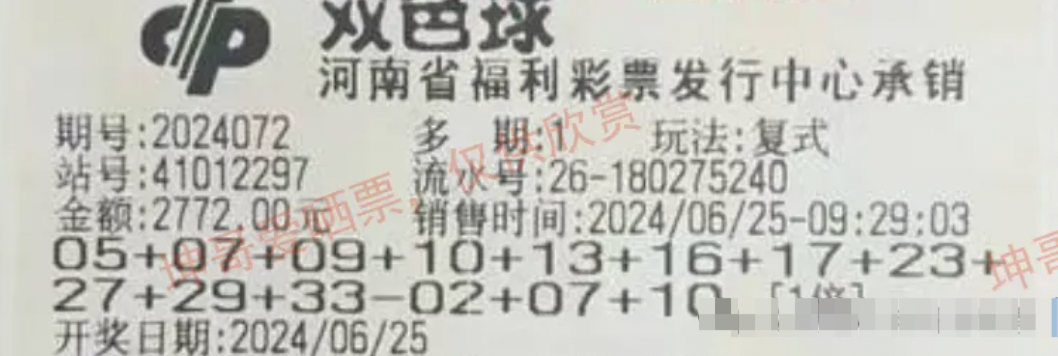 双色球
河南省福利彩票发行中心承销
期号:2024072 多 期:1 玩法:复式
站号:41012297 流水号:26-180275240
金额:2772.00元 销售时间:2024/06/25-09:29:03
05+07+09+10+13+16+17+23+
27+29+33-02+07+10 [1倍]
开奖日期:2024/06/25
坤哥爱晒票，仅供欣赏
坤哥